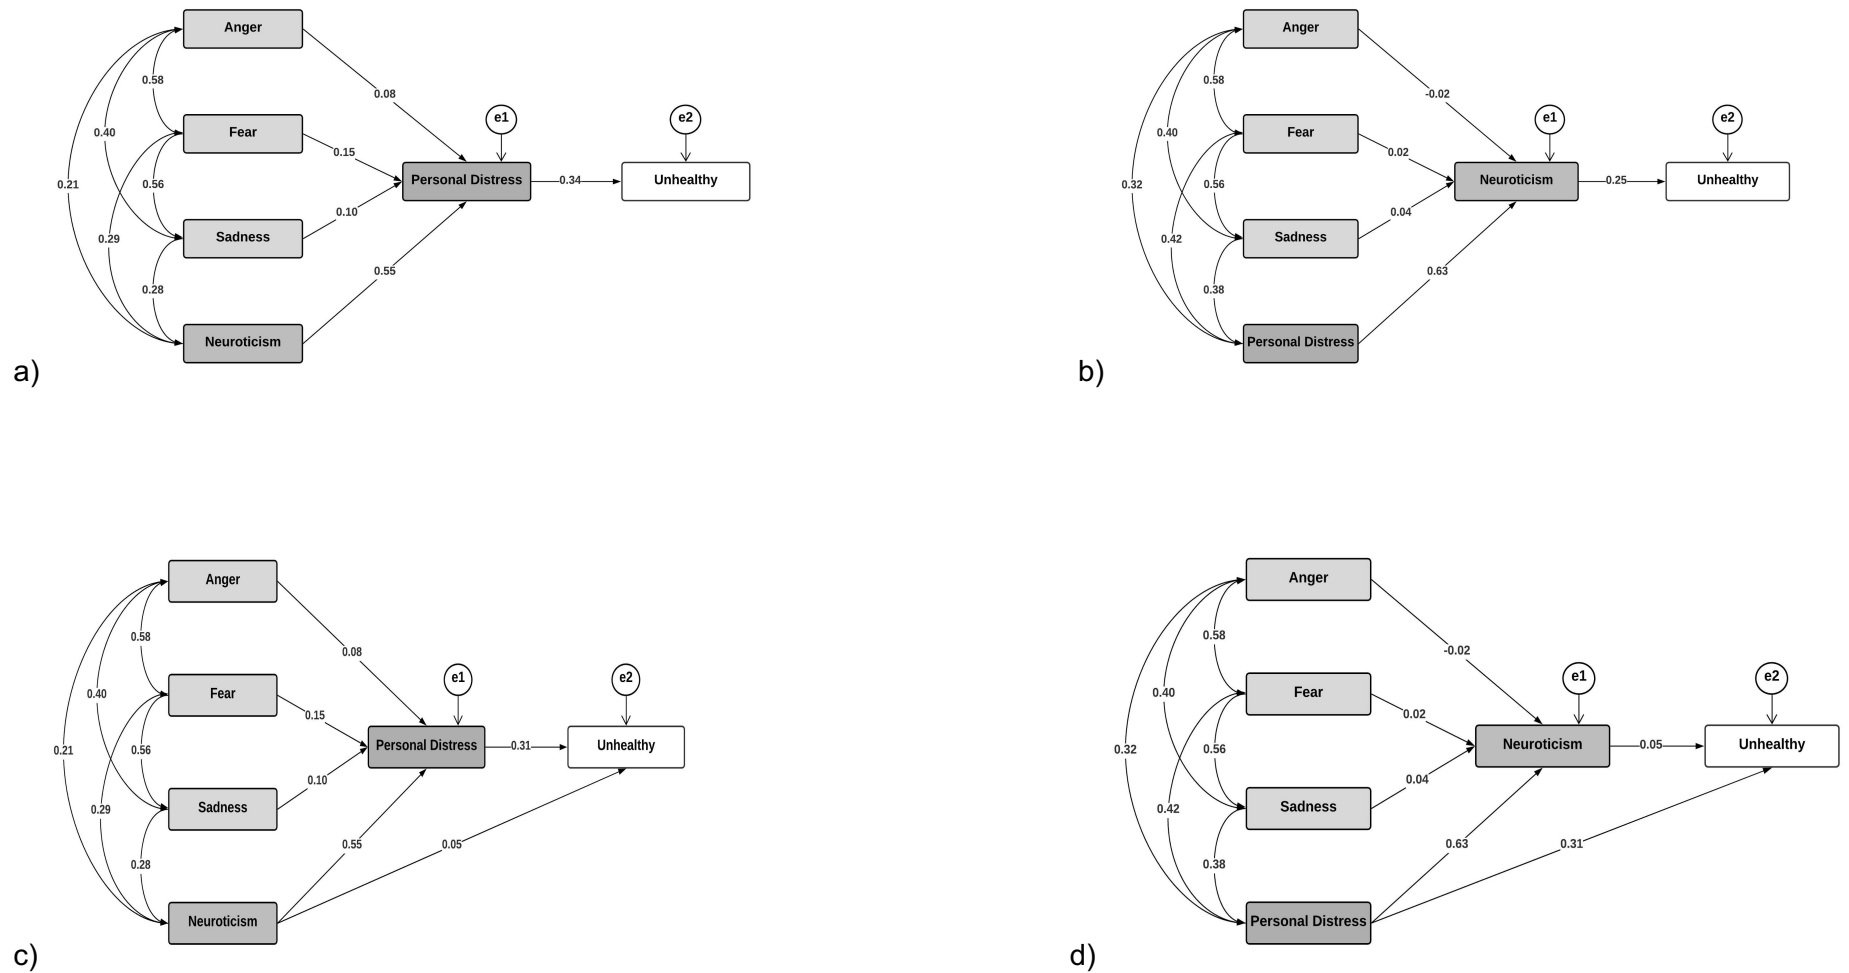 Anger
Fear
Sadness
Neuroticism
Personal Distress
Unhealthy
e1
e2
0.58
0.40
0.56
0.21
0.29
0.28
0.08
0.15
0.10
0.55
0.34
a)
Anger
Fear
Sadness
Personal Distress
Neuroticism
Unhealthy
e1
e2
0.58
0.40
0.56
0.32
0.42
0.38
-0.02
0.02
0.04
0.63
0.25
b)
Anger
Fear
Sadness
Neuroticism
Personal Distress
Unhealthy
e1
e2
0.58
0.40
0.56
0.21
0.29
0.28
0.08
0.15
0.10
0.55
0.31
0.05
c)
Anger
Fear
Sadness
Personal Distress
Neuroticism
Unhealthy
e1
e2
0.58
0.40
0.56
0.32
0.42
0.38
-0.02
0.02
0.04
0.63
0.05
0.31
d)